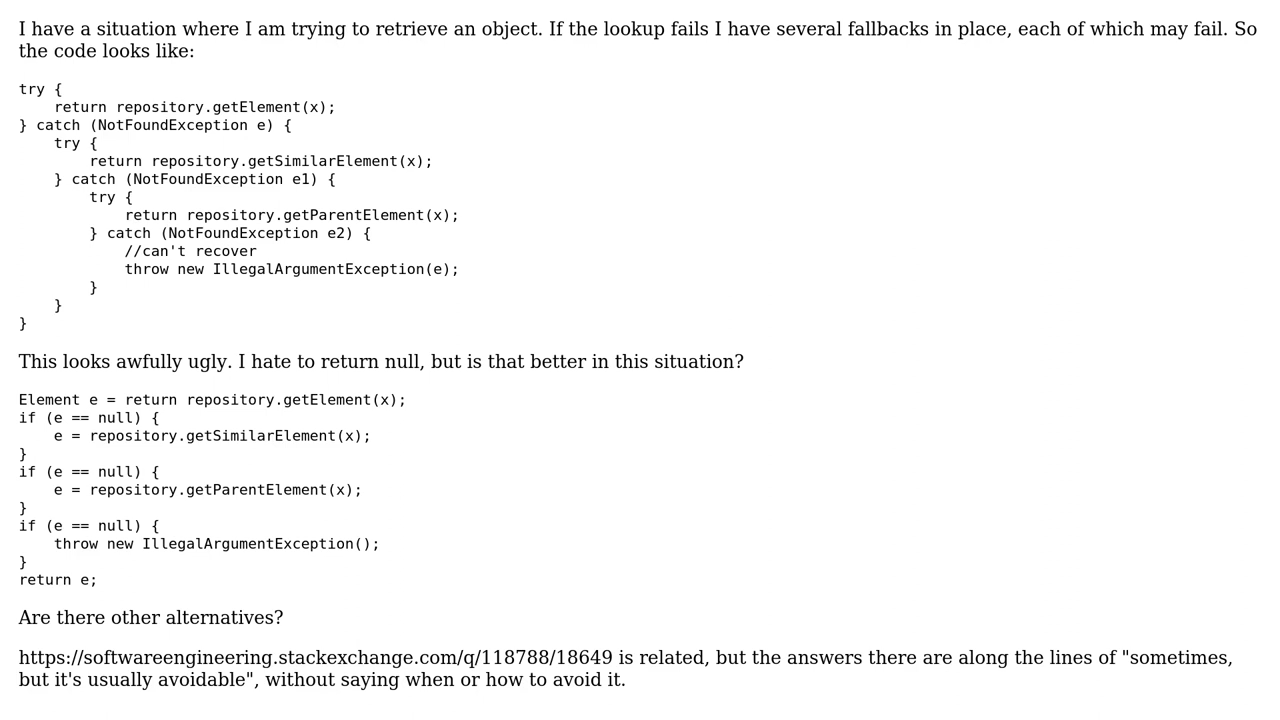 I have a situation where I am trying to retrieve an object. If the lookup fails I have several fallbacks in place, each of which may fail. So
the code looks like:
try {
    return repository.getElement(x);
} catch (NotFoundException e) {
    try {
        return repository.getSimilarElement(x);
    } catch (NotFoundException e1) {
        try {
            return repository.getParentElement(x);
        } catch (NotFoundException e2) {
            //can't recover
            throw new IllegalArgumentException(e);
        }
    }
}
This looks awfully ugly. I hate to return null, but is that better in this situation?
Element e = return repository.getElement(x);
if (e == null) {
    e = repository.getSimilarElement(x);
}
if (e == null) {
    e = repository.getParentElement(x);
}
if (e == null) {
    throw new IllegalArgumentException();
}
return e;
Are there other alternatives?
https://softwareengineering.stackexchange.com/q/118788/18649 is related, but the answers there are along the lines of "sometimes,
but it's usually avoidable", without saying when or how to avoid it.